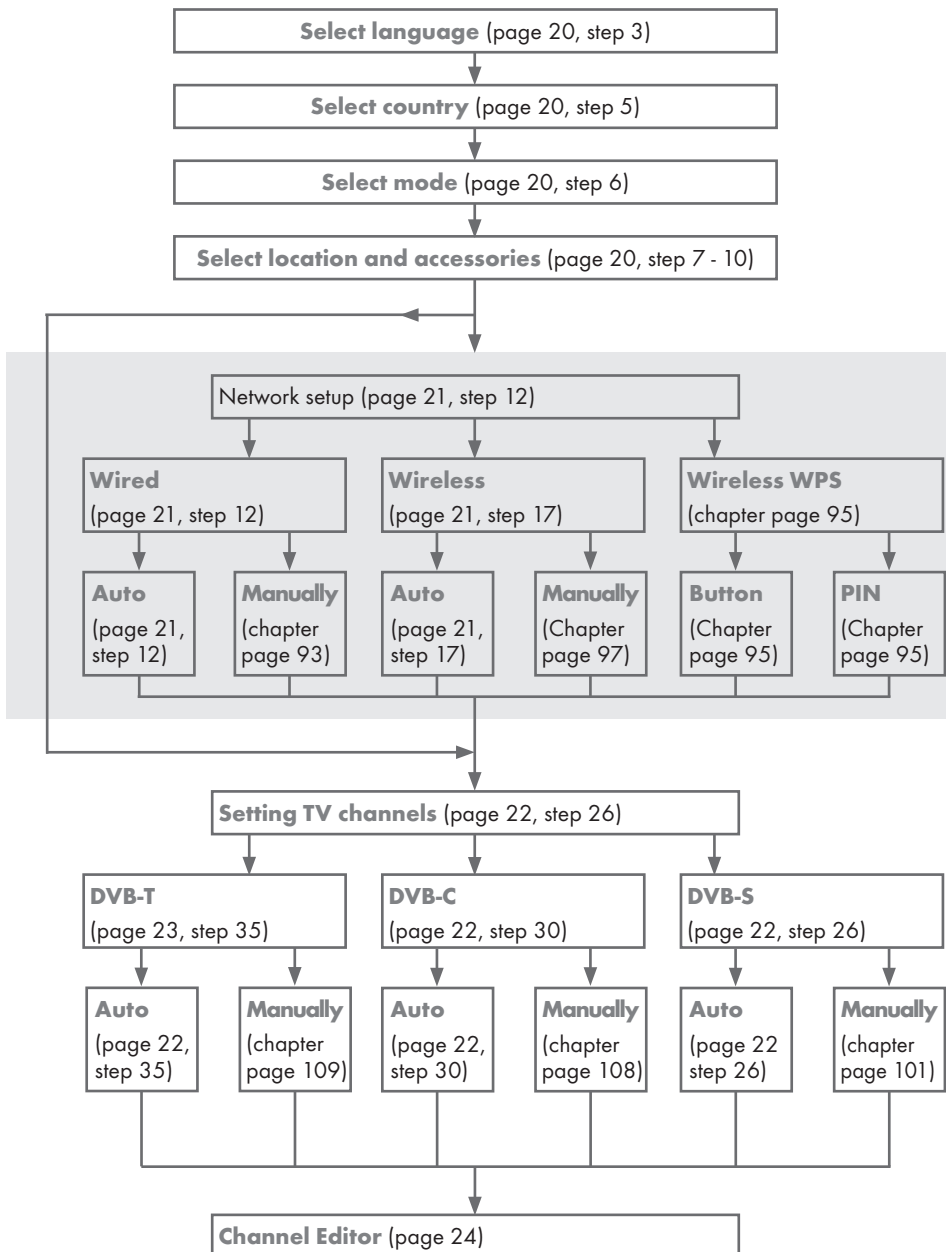 Select language (page 20, step 3)
Select country (page 20, step 5)
Select mode (page 20, step 6)
Select location and accessories (page 20, step 7 - 10)
Network setup (page 21, step 12)
Wired
(page 21, step 12)
Wireless
(page 21, step 17)
Wireless WPS
(chapter page 95)
Auto
(page 21,
step 12)
Manually
(chapter
page 93)
Auto
(page 21,
step 17)
Manually
(Chapter
page 97)
Button
(Chapter
page 95)
PIN
(Chapter
page 95)
Setting TV channels (page 22, step 26)
DVB-T
(page 23, step 35)
DVB-C
(page 22, step 30)
DVB-S
(page 22, step 26)
Auto
(page 22,
step 35)
Manually
(chapter
page 109)
Auto
(page 22,
step 30)
Manually
(chapter
page 108)
Auto
(page 22
step 26)
Manually
(chapter
page 101)
Channel Editor (page 24)